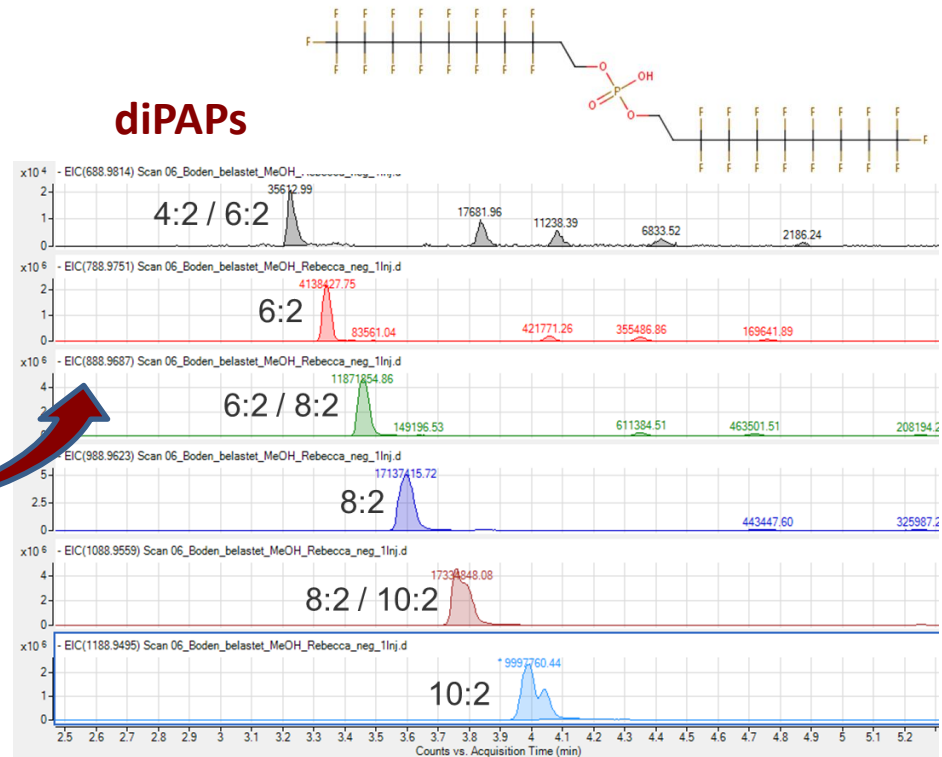 F F F F F F F F
F
F F F F F F F F
O
OH
P
O
O
F F F F F F F F
F
F F F F F F F F
diPAPs
x10 4 - EIC(688.9814) Scan 06_Boden_belastet_MeOH_Rebecca_neg_1Inj.d
2
1
0
4:2 / 6:2
35612.99 17681.96 11238.39 6833.52 2186.24
x10 6 - EIC(788.9751) Scan 06_Boden_belastet_MeOH_Rebecca_neg_1Inj.d
2
1
0
6:2
4138427.75 83561.04 421771.26 355486.86 169641.89
x10 6 - EIC(888.9687) Scan 06_Boden_belastet_MeOH_Rebecca_neg_1Inj.d
4
6:2 / 8:2
11871854.86 149196.53 611384.51 463501.51 208194.2
EIC(988.9623) Scan 06_Boden_belastet_MeOH_Rebecca_neg_1Inj.d
5
2.5
0
8:2
17137415.72 443447.60 325987.2
x10 6 - EIC(1088.9559) Scan 06_Boden_belastet_MeOH_Rebecca_neg_1Inj.d
4
2
0
8:2 / 10:2
17334848.08
x10 6 - EIC(1188.9495) Scan 06_Boden_belastet_MeOH_Rebecca_neg_1Inj.d
2
1
0
10:2
* 9997760.44
2.5 2.6 2.7 2.8 2.9 3 3.1 3.2 3.3 3.4 3.5 3.6 3.7 3.8 3.9 4 4.1 4.2 4.3 4.4 4.5 4.6 4.7 4.8 4.9 5 5.1 5.2
Counts vs. Acquisition Time (min)